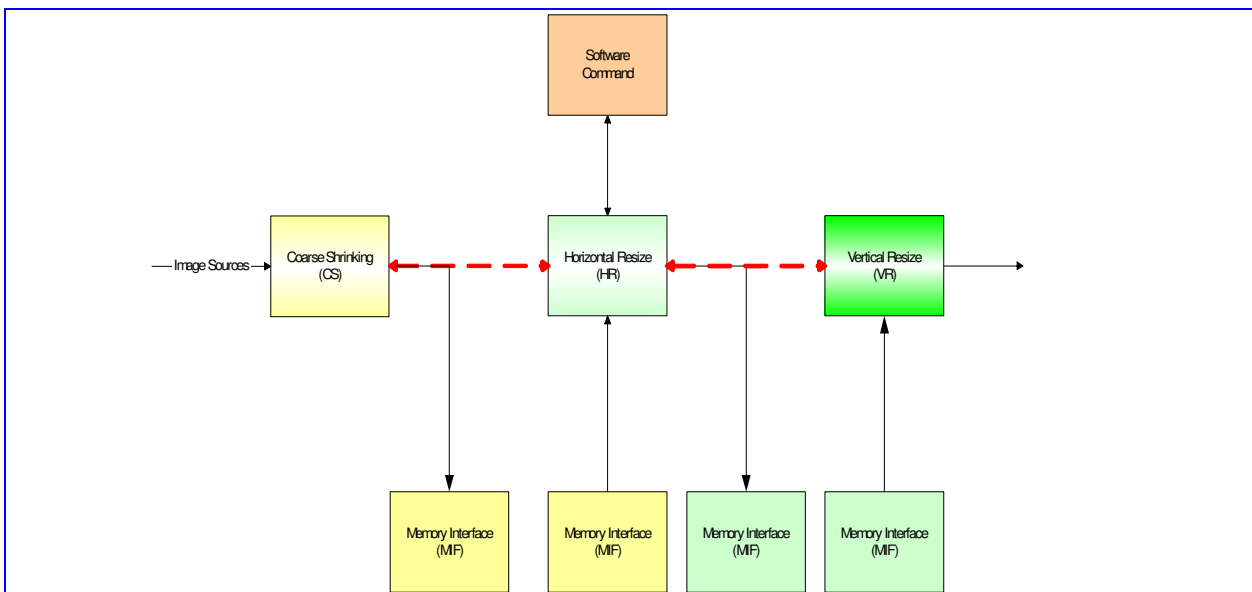 Software
Command
Image Sources
Coarse Shrinking
(CS)
Horizontal Resize
(HR)
Vertical Resize
(VR)
Memory Interface
(MIF)
Memory Interface
(MIF)
Memory Interface
(MIF)
Memory Interface
(MIF)